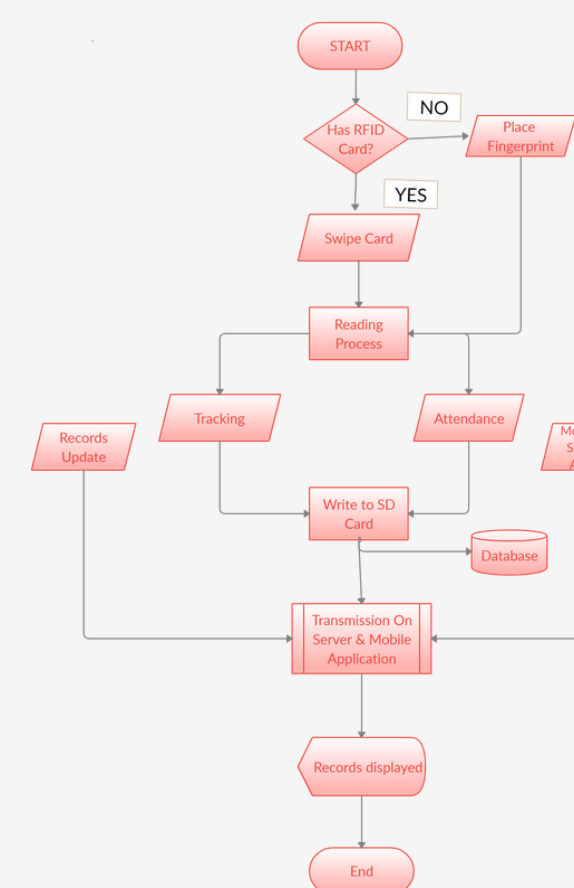 START
NO
Has RFID
Card?
Place
Fingerprint
YES
Swipe Card
Reading
Process
Tracking
Attendance
Records
Update
Write to SD
Card
Database
Transmission On
Server & Mobile
Application
Records displayed
End